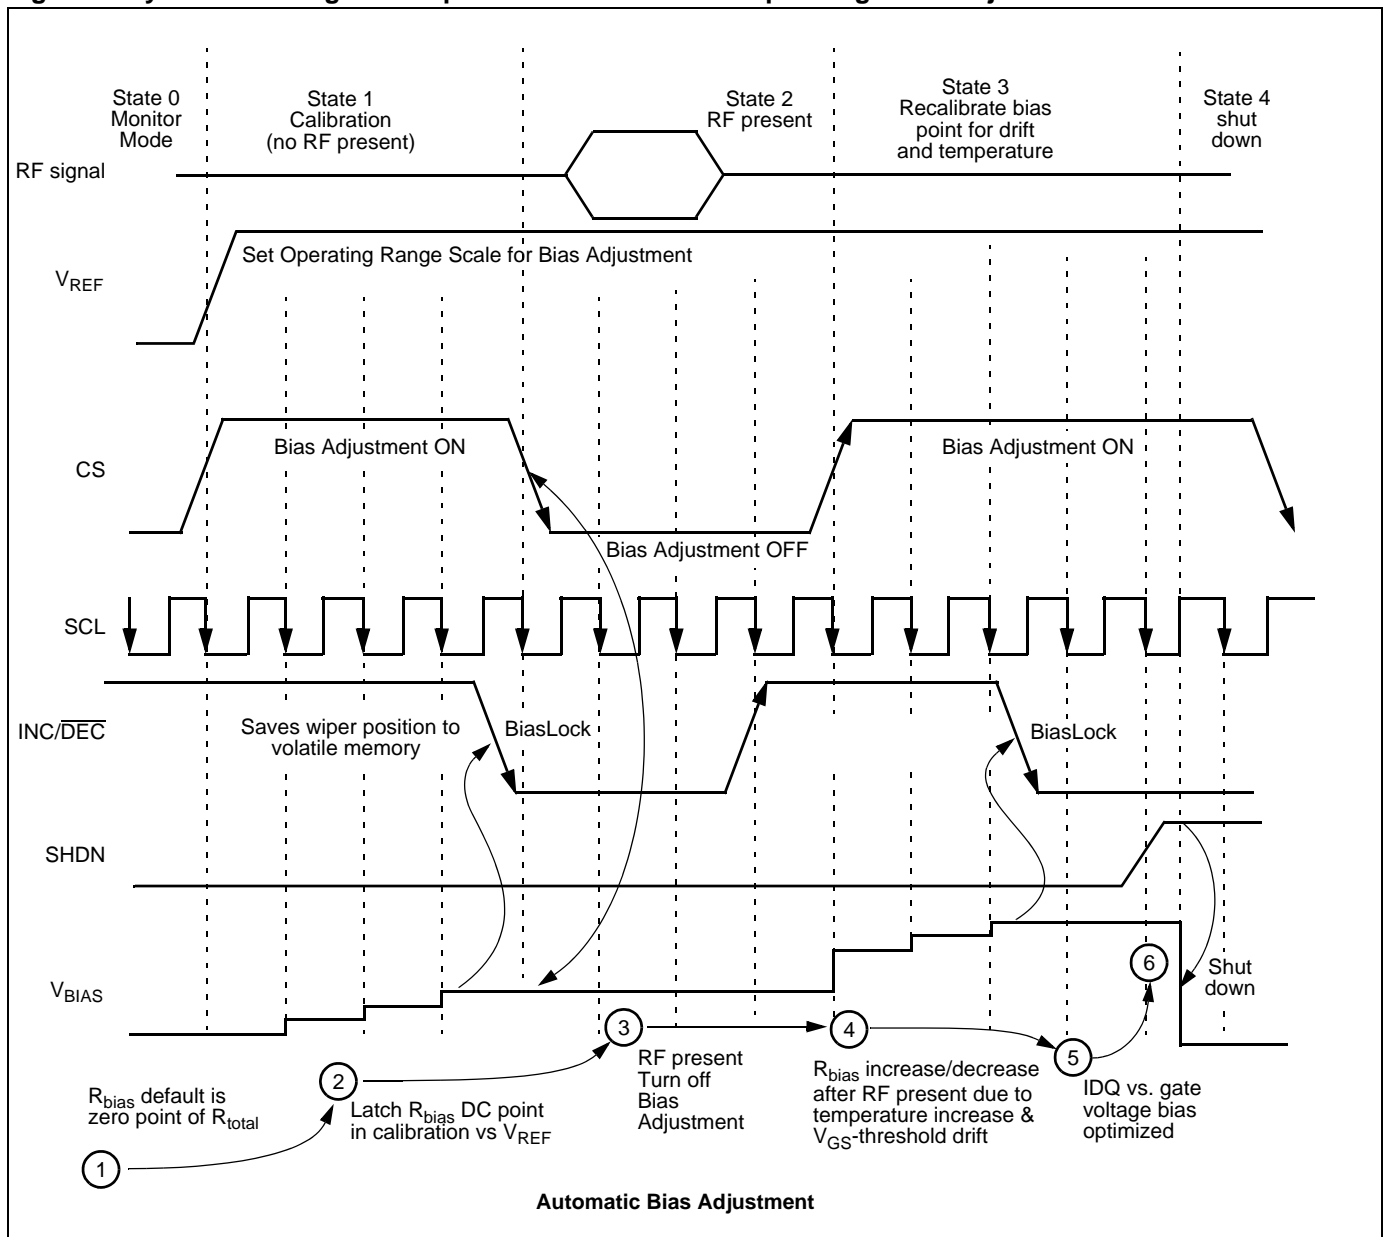 State 0
Monitor
Mode
State 1
Calibration
(no RF present)
State 2
RF present
State 3
Recalibrate bias
point for drift
and temperature
State 4
shut
down
RF signal
Set Operating Range Scale for Bias Adjustment
VREF
Bias Adjustment ON
Bias Adjustment ON
CS
Bias Adjustment OFF
SCL
INC/DEC
Saves wiper position to
volatile memory
BiasLock
BiasLock
SHDN
VBIAS
6
Shut
down
3
4
5
2
1
Rbias default is
zero point of Rtotal
Latch Rbias DC point
in calibration vs VREF
RF present
Turn off
Bias
Adjustment
Rbias increase/decrease
after RF present due to
temperature increase &
VGS-threshold drift
IDQ vs. gate
voltage bias
optimized
Automatic Bias Adjustment